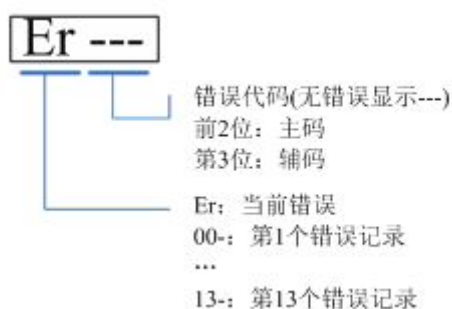 Er ---
错误代码(无错误显示---)
前2位：主码
第3位：辅码
Er：当前错误
00-：第1个错误记录
...
13-：第13个错误记录